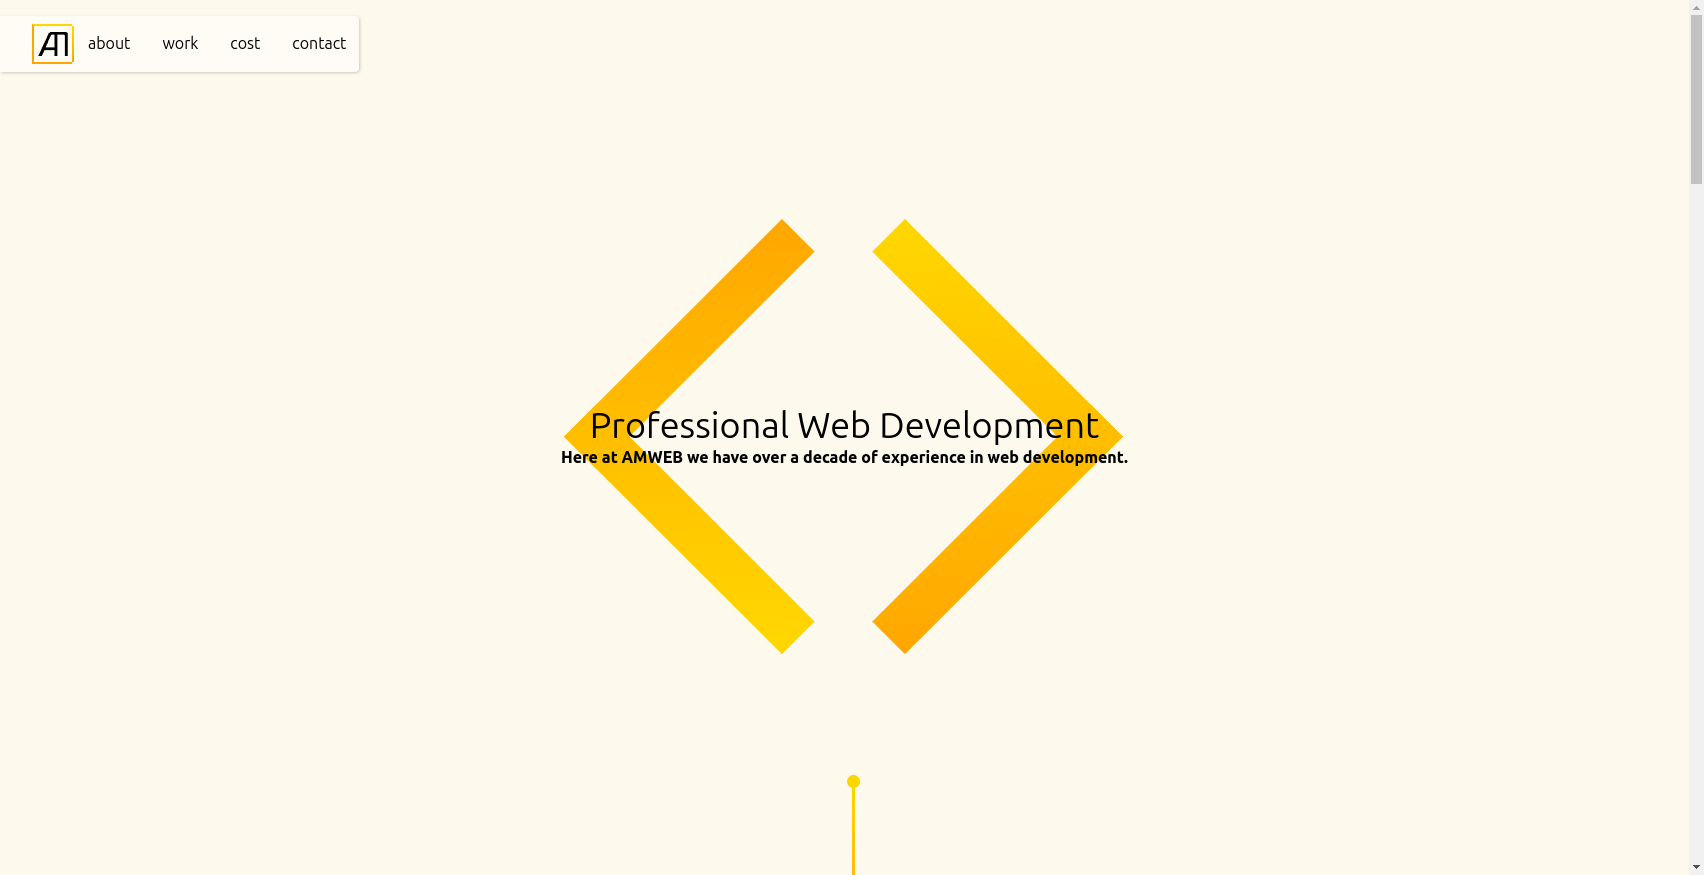 AM about work cost contact
Professional Web Development
Here at AMWEB we have over a decade of experience in web development.